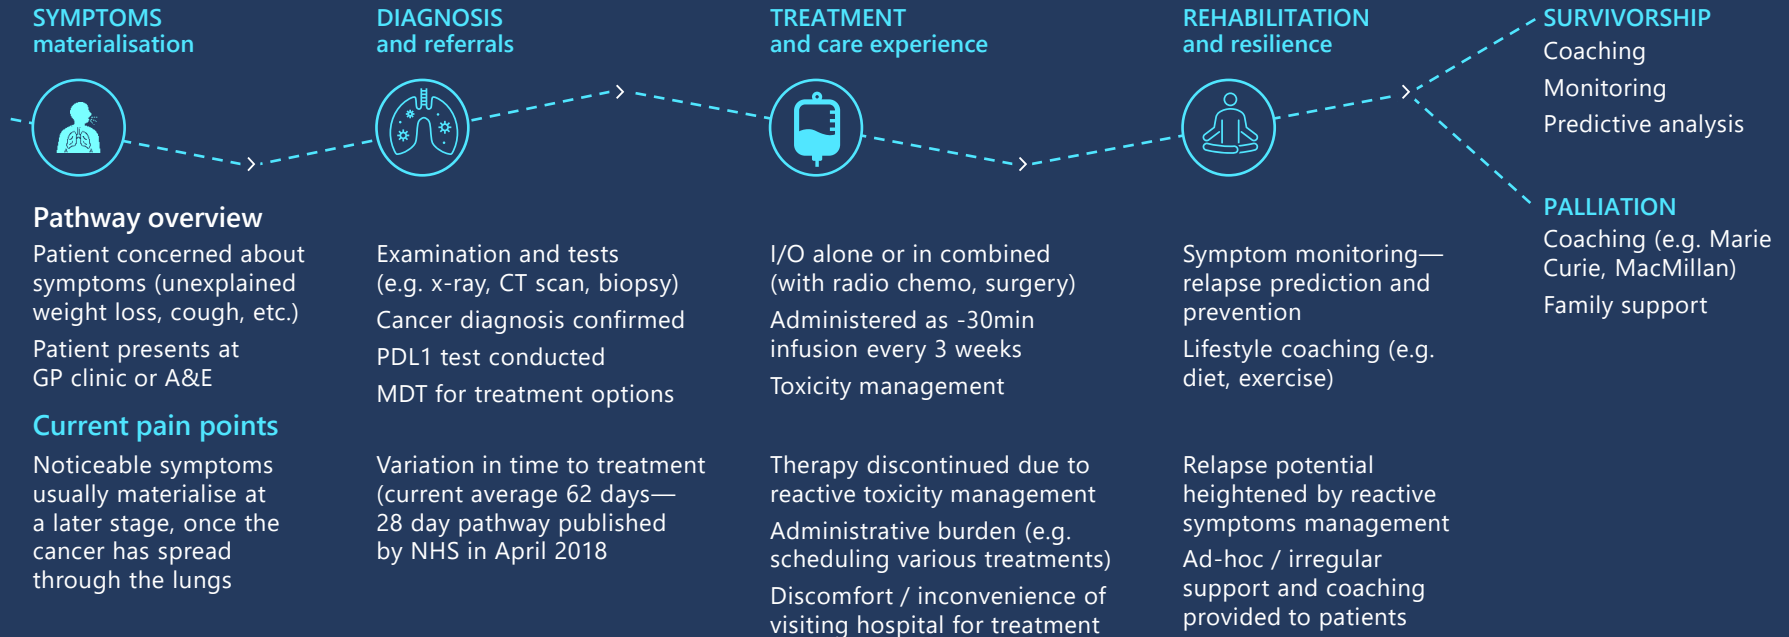 SYMPTOMS
materialisation
DIAGNOSIS
and referrals
TREATMENT
and care experience
REHABILITATION
and resilience
SURVIVORSHIP
Coaching
Monitoring
Predictive analysis
PALLIATION
Coaching (e.g. Marie
Curie, MacMillan)
Family support
Pathway overview
Patient concerned about
symptoms (unexplained
weight loss, cough, etc.)
Patient presents at
GP clinic or A&E
Examination and tests
(e.g. x-ray, CT scan, biopsy)
Cancer diagnosis confirmed
PDL1 test conducted
MDT for treatment options
I/O alone or in combined
(with radio chemo, surgery)
Administered as -30min
infusion every 3 weeks
Toxicity management
Symptom monitoring—
relapse prediction and
prevention
Lifestyle coaching (e.g.
diet, exercise)
Current pain points
Noticeable symptoms
usually materialise at
a later stage, once the
cancer has spread
through the lungs
Variation in time to treatment
(current average 62 days—
28 day pathway published
by NHS in April 2018
Therapy discontinued due to
reactive toxicity management
Administrative burden (e.g.
scheduling various treatments)
Discomfort / inconvenience of
visiting hospital for treatment
Relapse potential
heightened by reactive
symptoms management
Ad-hoc / irregular
support and coaching
provided to patients